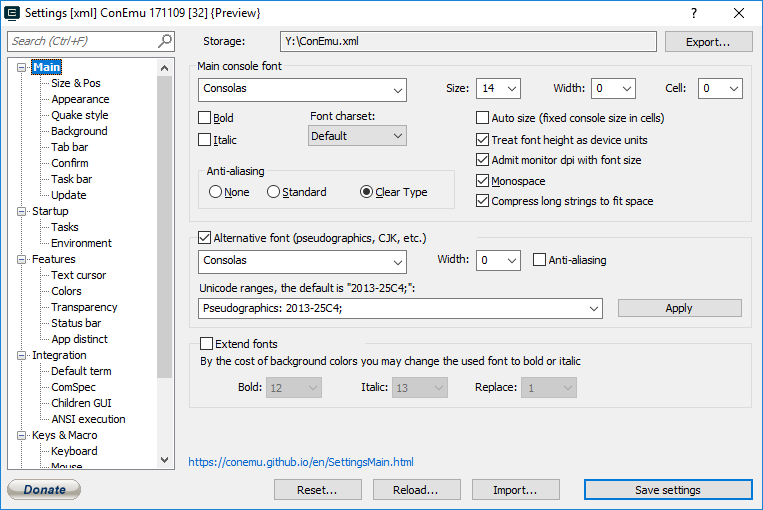 Settings [xml] ConEmu 171109 [32] {Preview}
?
Search (Ctrl+F)
Storage:
Y:\ConEmu.xml
Export...
Main
Size & Pos
Appearance
Quake style
Background
Tab bar
Confirm
Task bar
Update
Startup
Tasks
Environment
Features
Text cursor
Colors
Transparency
Status bar
App distinct
Integration
Default term
ComSpec
Children GUI
ANSI execution
Keys & Macro
Keyboard
Mouse
Main console font
Consolas
Size: 14
Width: 0
Cell: 0
Bold
Italic
Font charset:
Default
Auto size (fixed console size in cells)
Treat font height as device units
Admit monitor dpi with font size
Monospace
Compress long strings to fit space
Anti-aliasing
None
Standard
Clear Type
Alternative font (pseudographics, CJK, etc.)
Consolas
Width: 0
Anti-aliasing
Unicode ranges, the default is "2013-25C4;":
Pseudographics: 2013-25C4;
Apply
Extend fonts
By the cost of background colors you may change the used font to bold or italic
Bold: 12
Italic: 13
Replace: 1
https://conemu.github.io/en/SettingsMain.html
Donate
Reset...
Reload...
Import...
Save settings